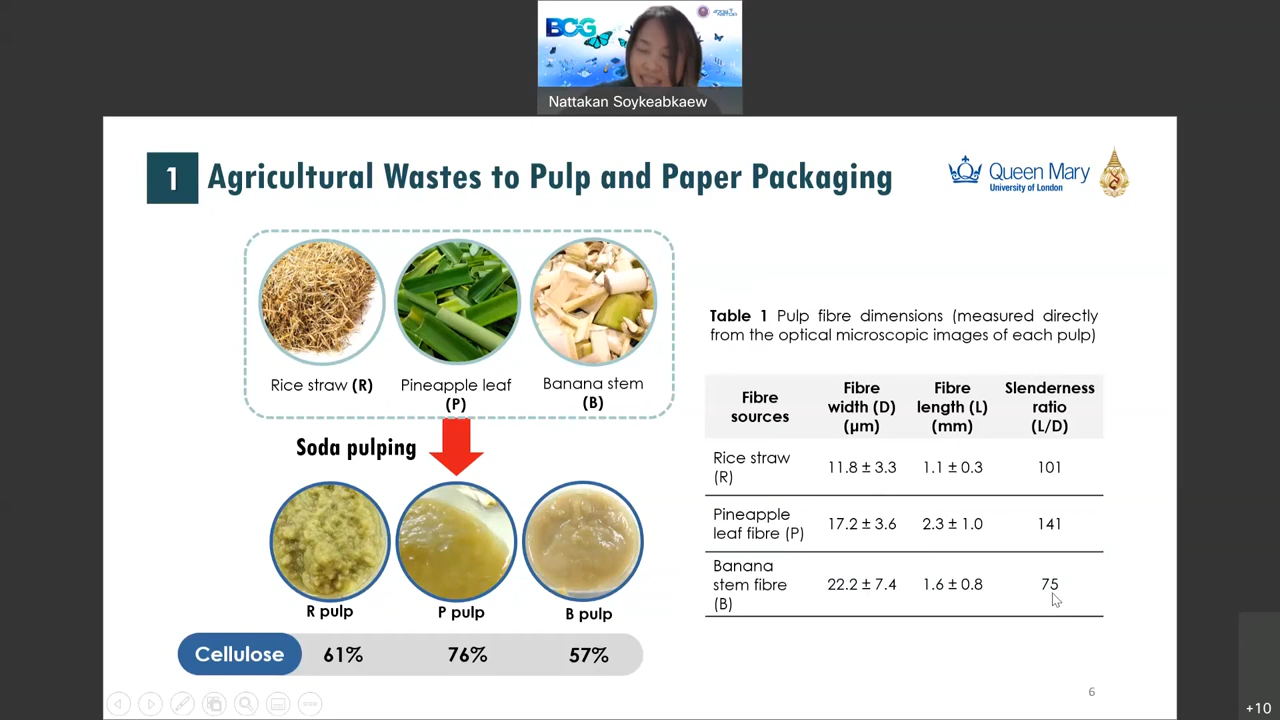 BCG
Nattakan Soykeabkaew
1
Agricultural Wastes to Pulp and Paper Packaging
Queen Mary
University of London
Rice straw (R)
Pineapple leaf
(P)
Banana stem
(B)
Soda pulping
R pulp
P pulp
B pulp
Cellulose
61%
76%
57%
Table 1 Pulp fibre dimensions (measured directly
from the optical microscopic images of each pulp)
Fibre
sources
Fibre
width (D)
(µm)
Fibre
length (L)
(mm)
Slenderness
ratio
(L/D)
Rice straw
(R)
11.8 ± 3.3
1.1 ± 0.3
101
Pineapple
leaf fibre (P)
17.2 ± 3.6
2.3 ± 1.0
141
Banana
stem fibre
(B)
22.2 ± 7.4
1.6 ± 0.8
75
6
+10